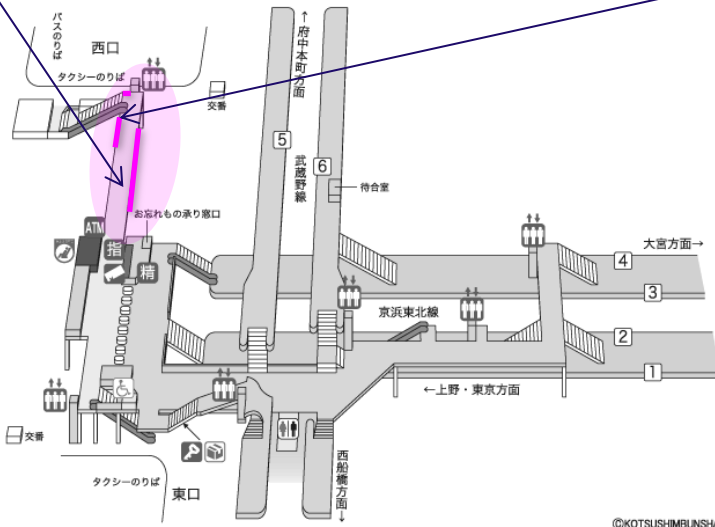 バスのりば
西口
タクシーのりば
交番
←府中本町方面
5
武蔵野線
6
待合室
お忘れもの承り窓口
ATM
指
精
大宮方面→
4
3
京浜東北線
2
1
←上野・東京方面
交番
タクシーのりば
東口
西船橋方面→
©KOTSUSHIMBUNSHA